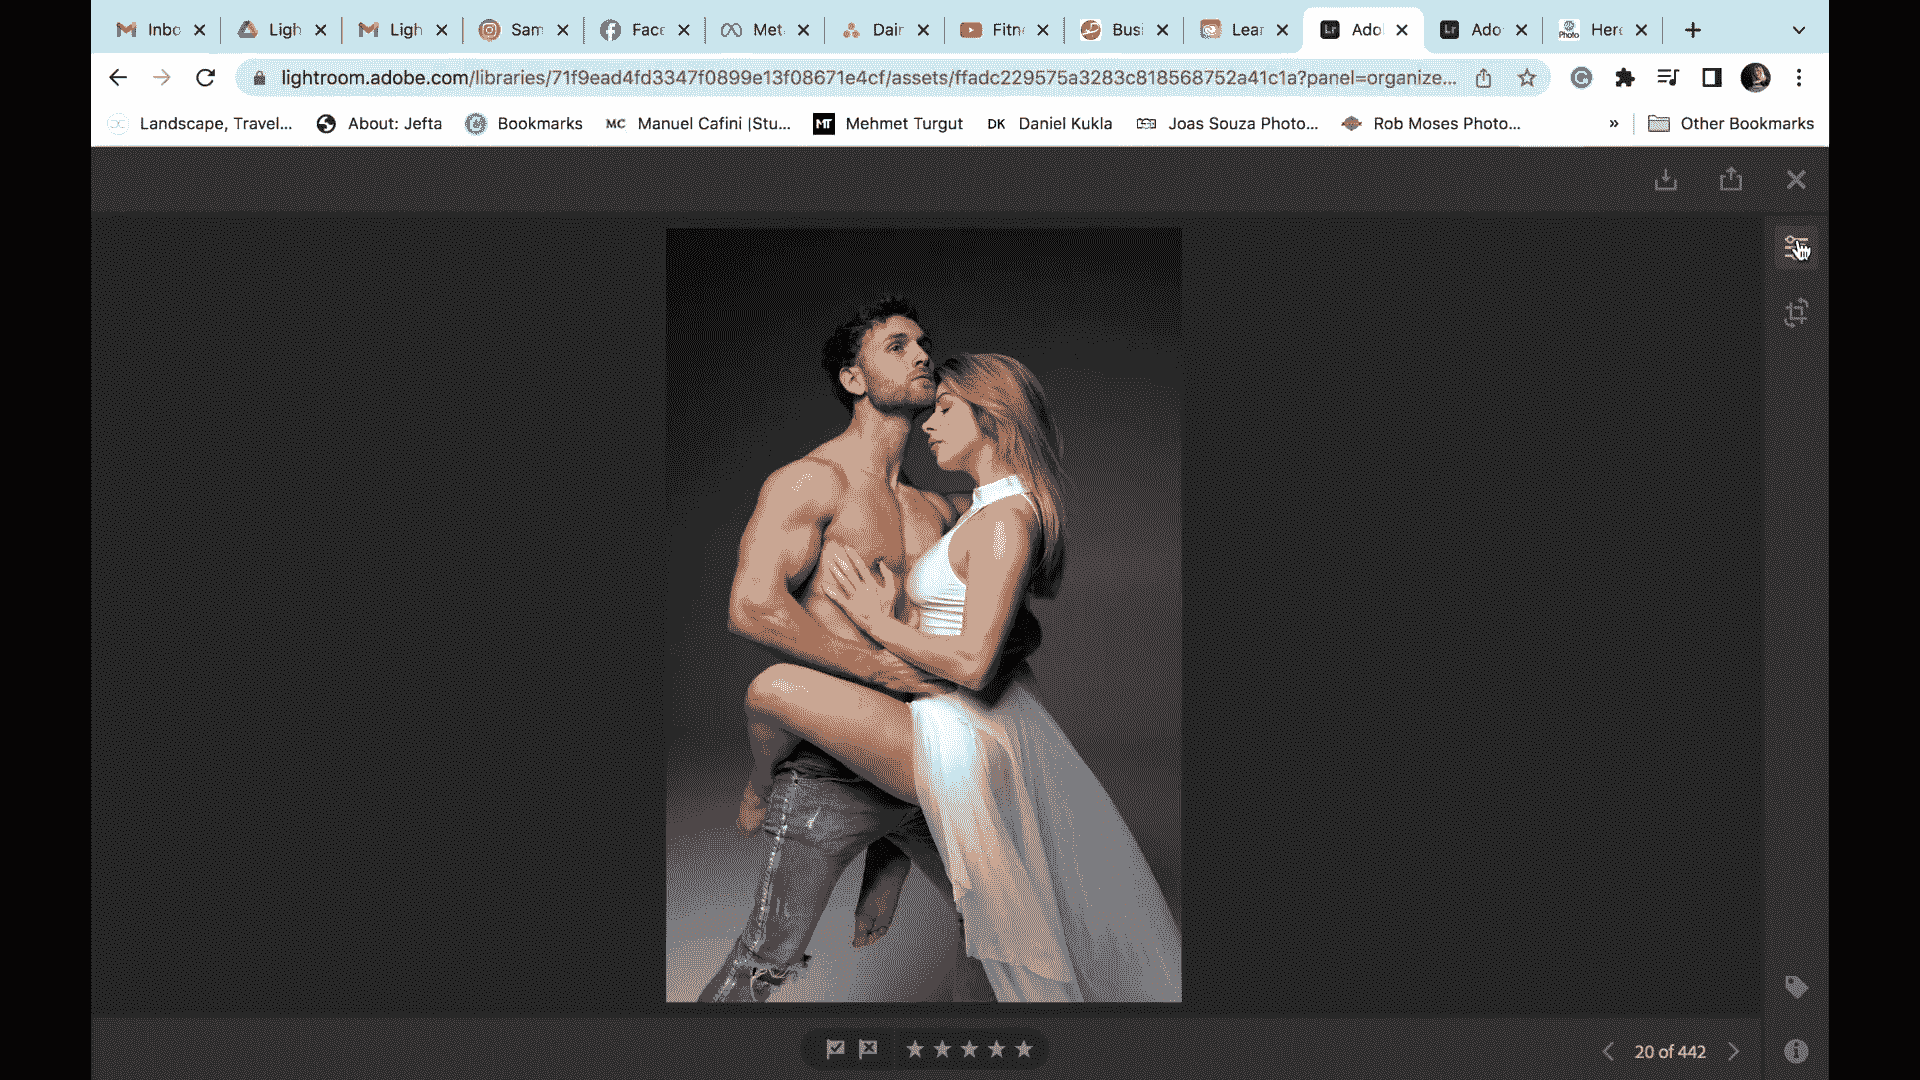 Inbo Ligh Ligh Sam Face Met Dair Fitn Busi Lear Ado Ado Here
lightroom.adobe.com/libraries/71f9ead4fd3347f0899e13f08671e4cf/assets/ffadc229575a3283c818568752a41c1a?panel=organize...
Landscape, Travel... About: Jefta Bookmarks MC Manuel Cafini |Stu... MT Mehmet Turgut DK Daniel Kukla Joas Souza Photo... Rob Moses Photo... » Other Bookmarks
20 of 442